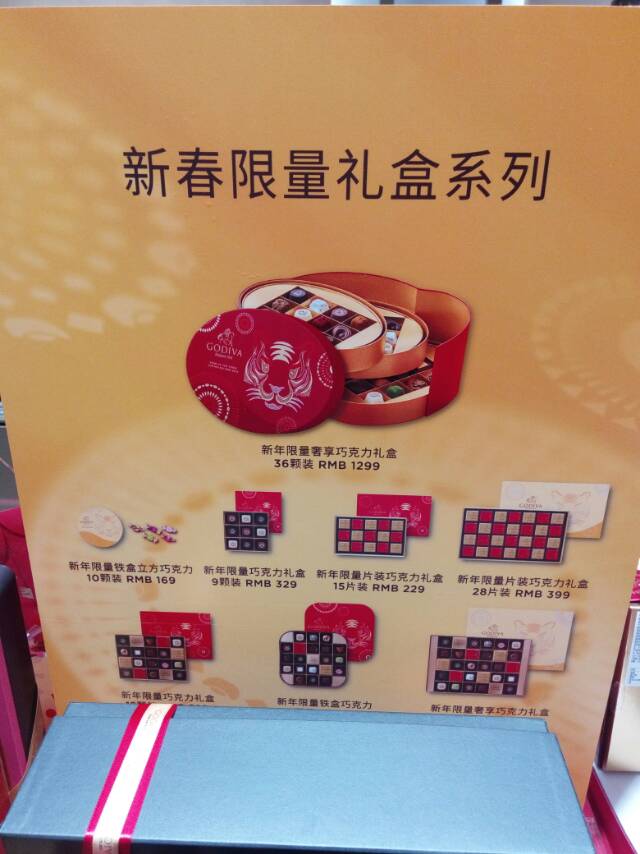 新春限量礼盒系列
GODIVA
新年限量奢享巧克力礼盒
36颗装 RMB 1299
新年限量铁盒立方巧克力
10颗装 RMB 169
新年限量巧克力礼盒
9颗装 RMB 329
新年限量片装巧克力礼盒
15片装 RMB 229
GODIVA
新年限量片装巧克力礼盒
28片装 RMB 399
新年限量巧克力礼盒
新年限量铁盒巧克力
GODIVA
新年限量奢享巧克力礼盒